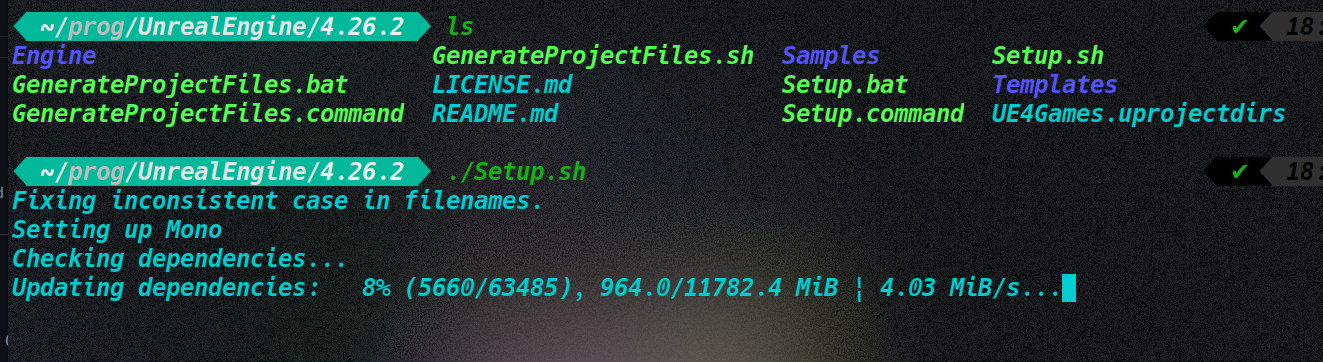 ~/prog/UnrealEngine/4.26.2 ls ✔ 18:
Engine GenerateProjectFiles.sh Samples Setup.sh
GenerateProjectFiles.bat LICENSE.md Setup.bat Templates
GenerateProjectFiles.command README.md Setup.command UE4Games.uprojectdirs
~/prog/UnrealEngine/4.26.2 ./Setup.sh ✔ 18:
Fixing inconsistent case in filenames.
Setting up Mono
Checking dependencies...
Updating dependencies: 8% (5660/63485), 964.0/11782.4 MiB | 4.03 MiB/s...